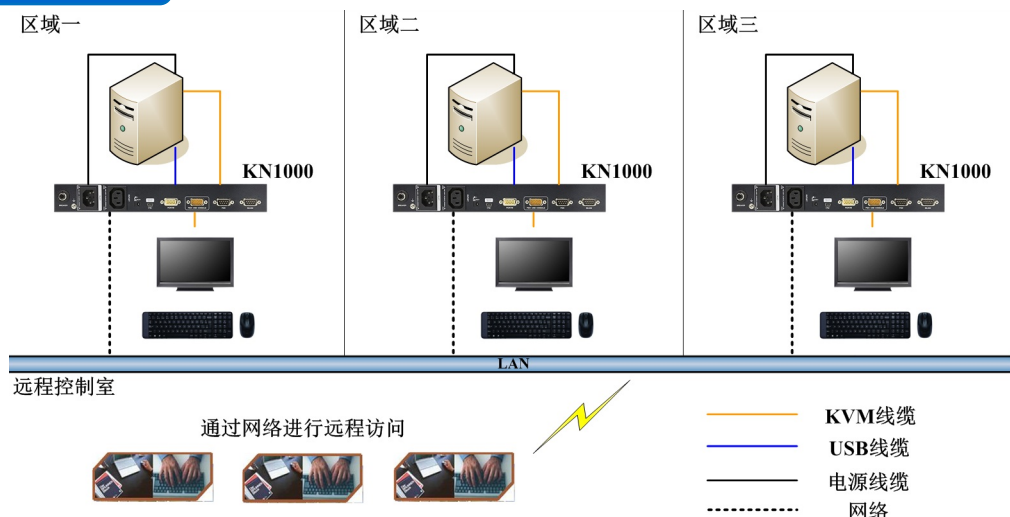 区域一
区域二
区域三
KN1000
KN1000
KN1000
LAN
远程控制室
通过网络进行远程访问
KVM线缆
USB线缆
电源线缆
网络